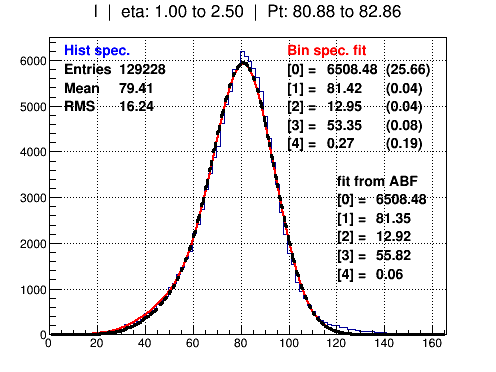 I | eta: 1.00 to 2.50 | Pt: 80.88 to 82.86
Hist spec.
Entries 129228
Mean 79.41
RMS 16.24
Bin spec. fit
[0] = 6508.48 (25.66)
[1] = 81.42 (0.04)
[2] = 12.95 (0.04)
[3] = 53.35 (0.08)
[4] = 0.27 (0.19)
fit from ABF
[0] = 6508.48
[1] = 81.35
[2] = 12.92
[3] = 55.82
[4] = 0.06
6000
5000
4000
3000
2000
1000
0
0 20 40 60 80 100 120 140 160